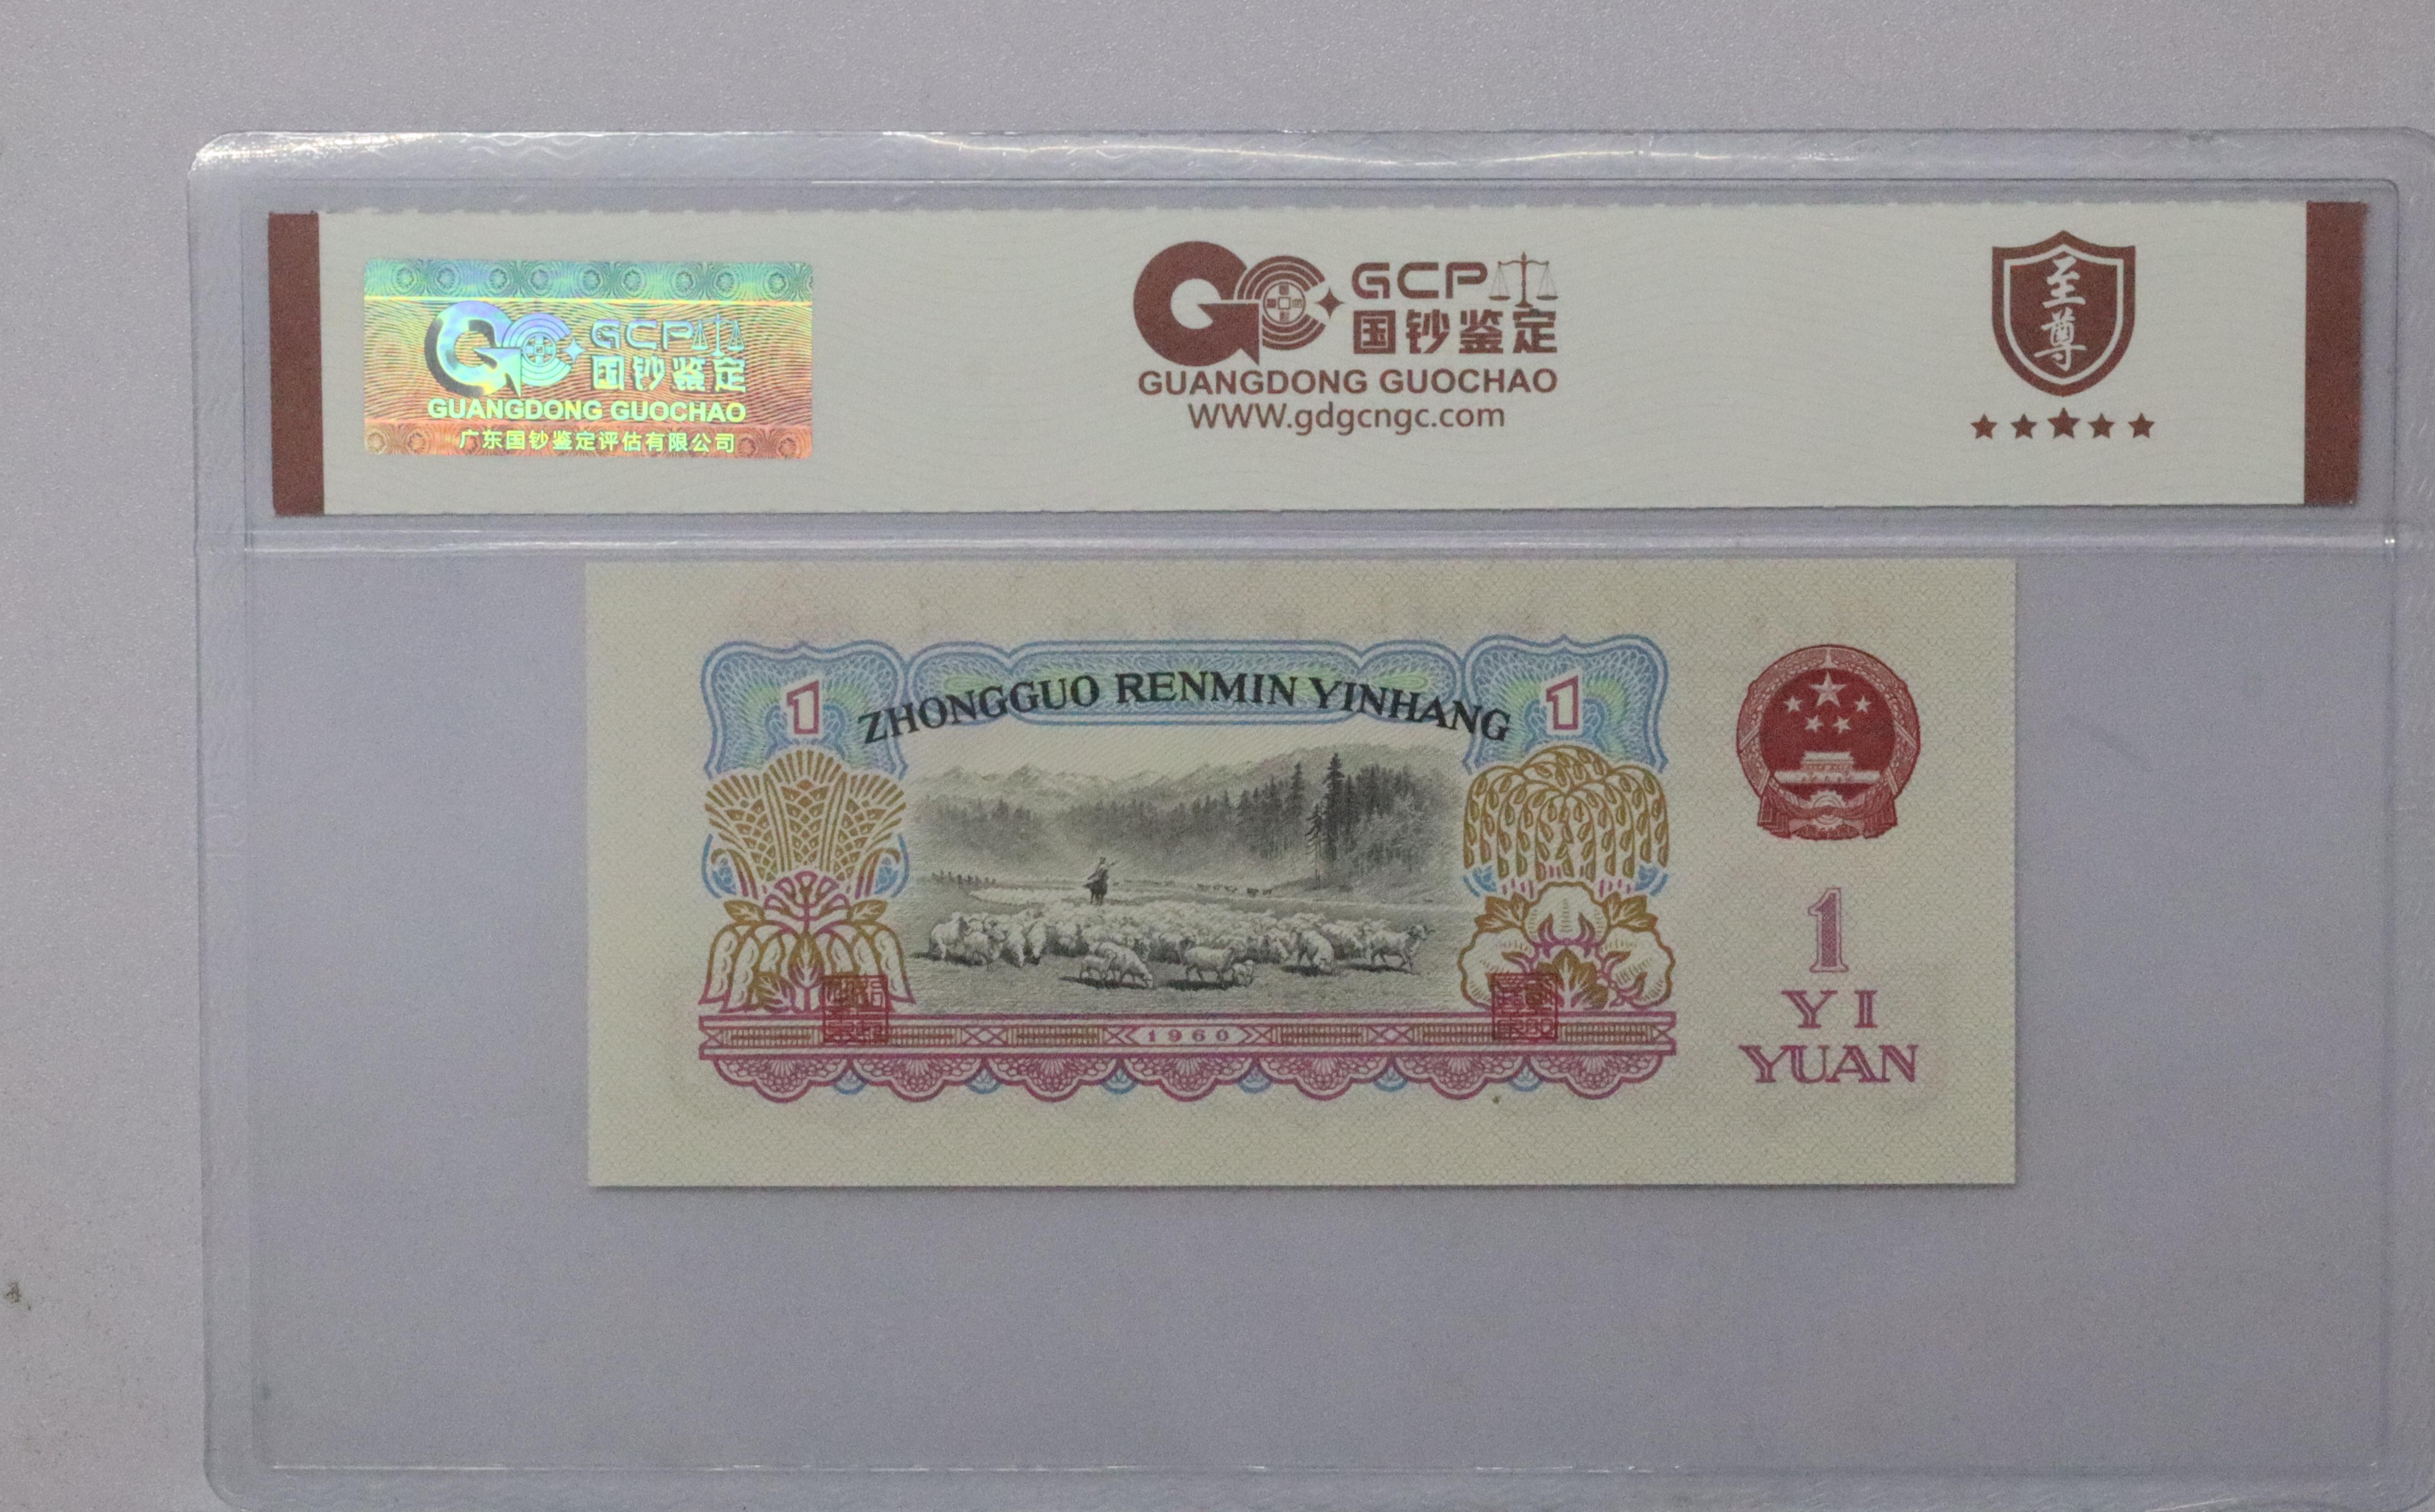 GCP
国钞鉴定
GUANGDONG GUOCHAO
广东国钞鉴定评估有限公司
GCP
国钞鉴定
GUANGDONG GUOCHAO
WWW.gdgcngc.com
至尊
1
ZHONGGUO RENMIN YINHANG
1
1960
1
YI
YUAN